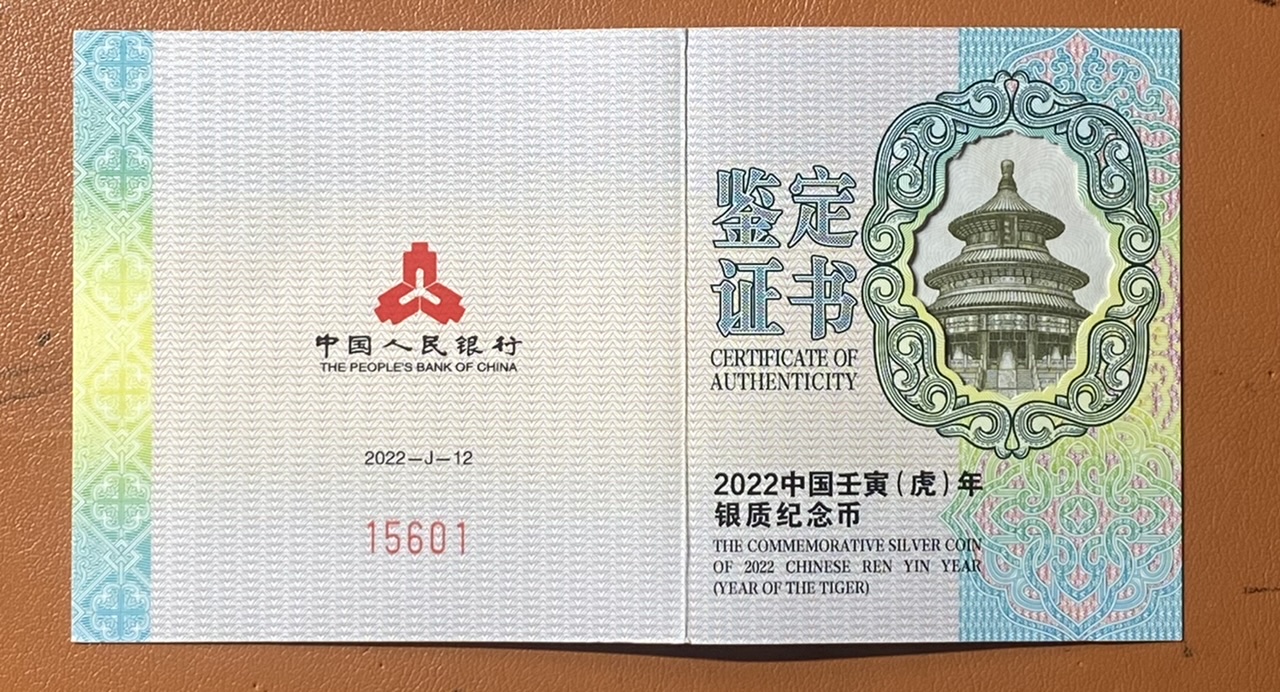 中国人民银行
THE PEOPLE'S BANK OF CHINA
2022—J—12
15601
鉴定
证书
CERTIFICATE OF
AUTHENTICITY
2022中国壬寅(虎)年
银质纪念币
THE COMMEMORATIVE SILVER COIN
OF 2022 CHINESE REN YIN YEAR
(YEAR OF THE TIGER)